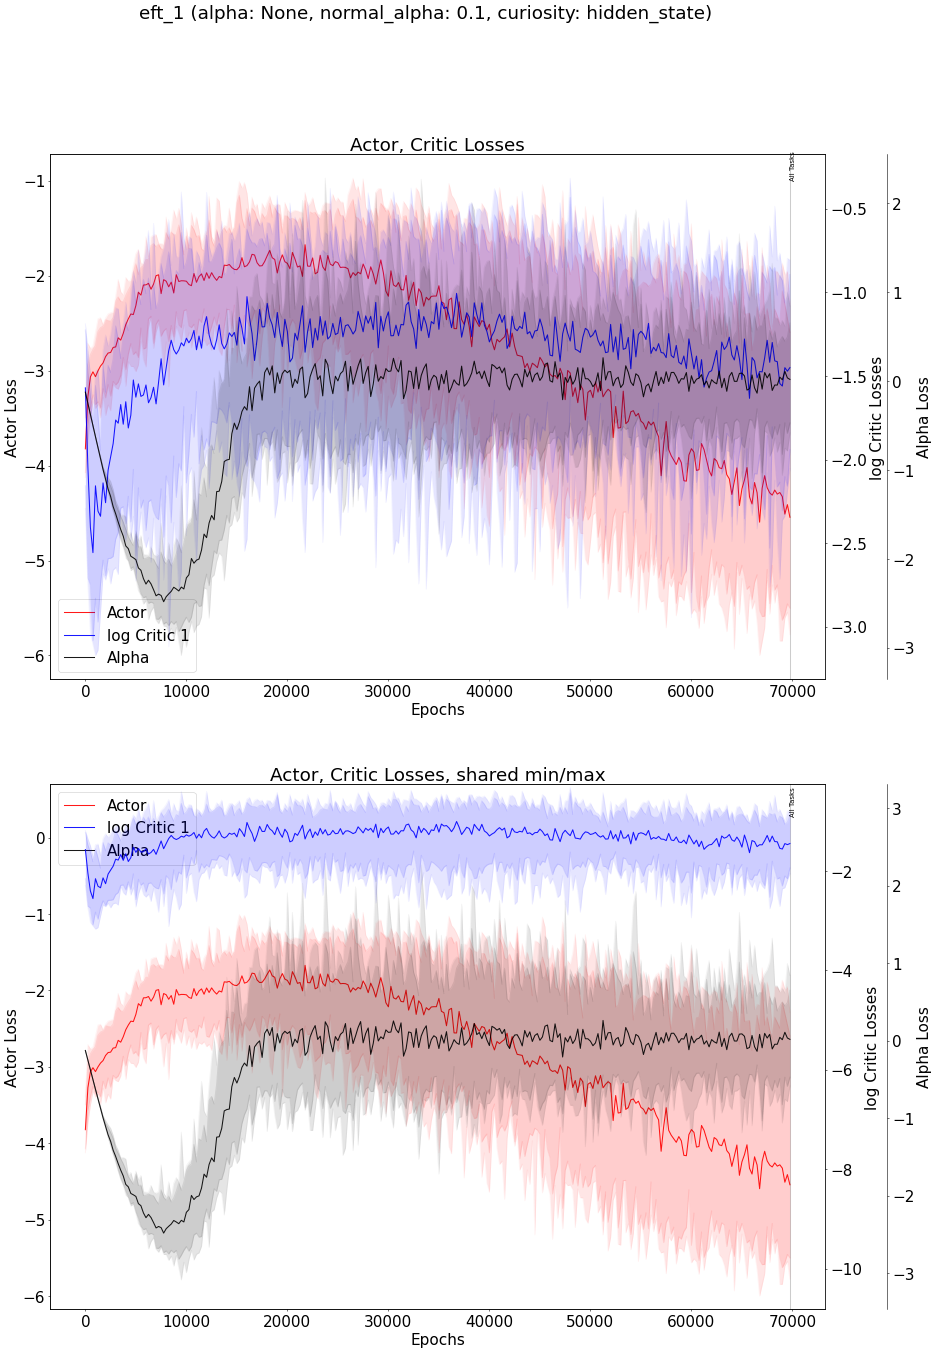 eft_1 (alpha: None, normal_alpha: 0.1, curiosity: hidden_state)
Actor, Critic Losses
All Tasks
−1
−2
−3
−4
−5
−6
Actor Loss
−0.5
−1.0
−1.5
−2.0
−2.5
−3.0
log Critic Losses
2
1
0
−1
−2
−3
Alpha Loss
Actor
log Critic 1
Alpha
0 10000 20000 30000 40000 50000 60000 70000
Epochs
Actor, Critic Losses, shared min/max
All Tasks
Actor
log Critic 1
Alpha
0
−1
−2
−3
−4
−5
−6
Actor Loss
−2
−4
−6
−8
−10
log Critic Losses
3
2
1
0
−1
−2
−3
Alpha Loss
0 10000 20000 30000 40000 50000 60000 70000
Epochs